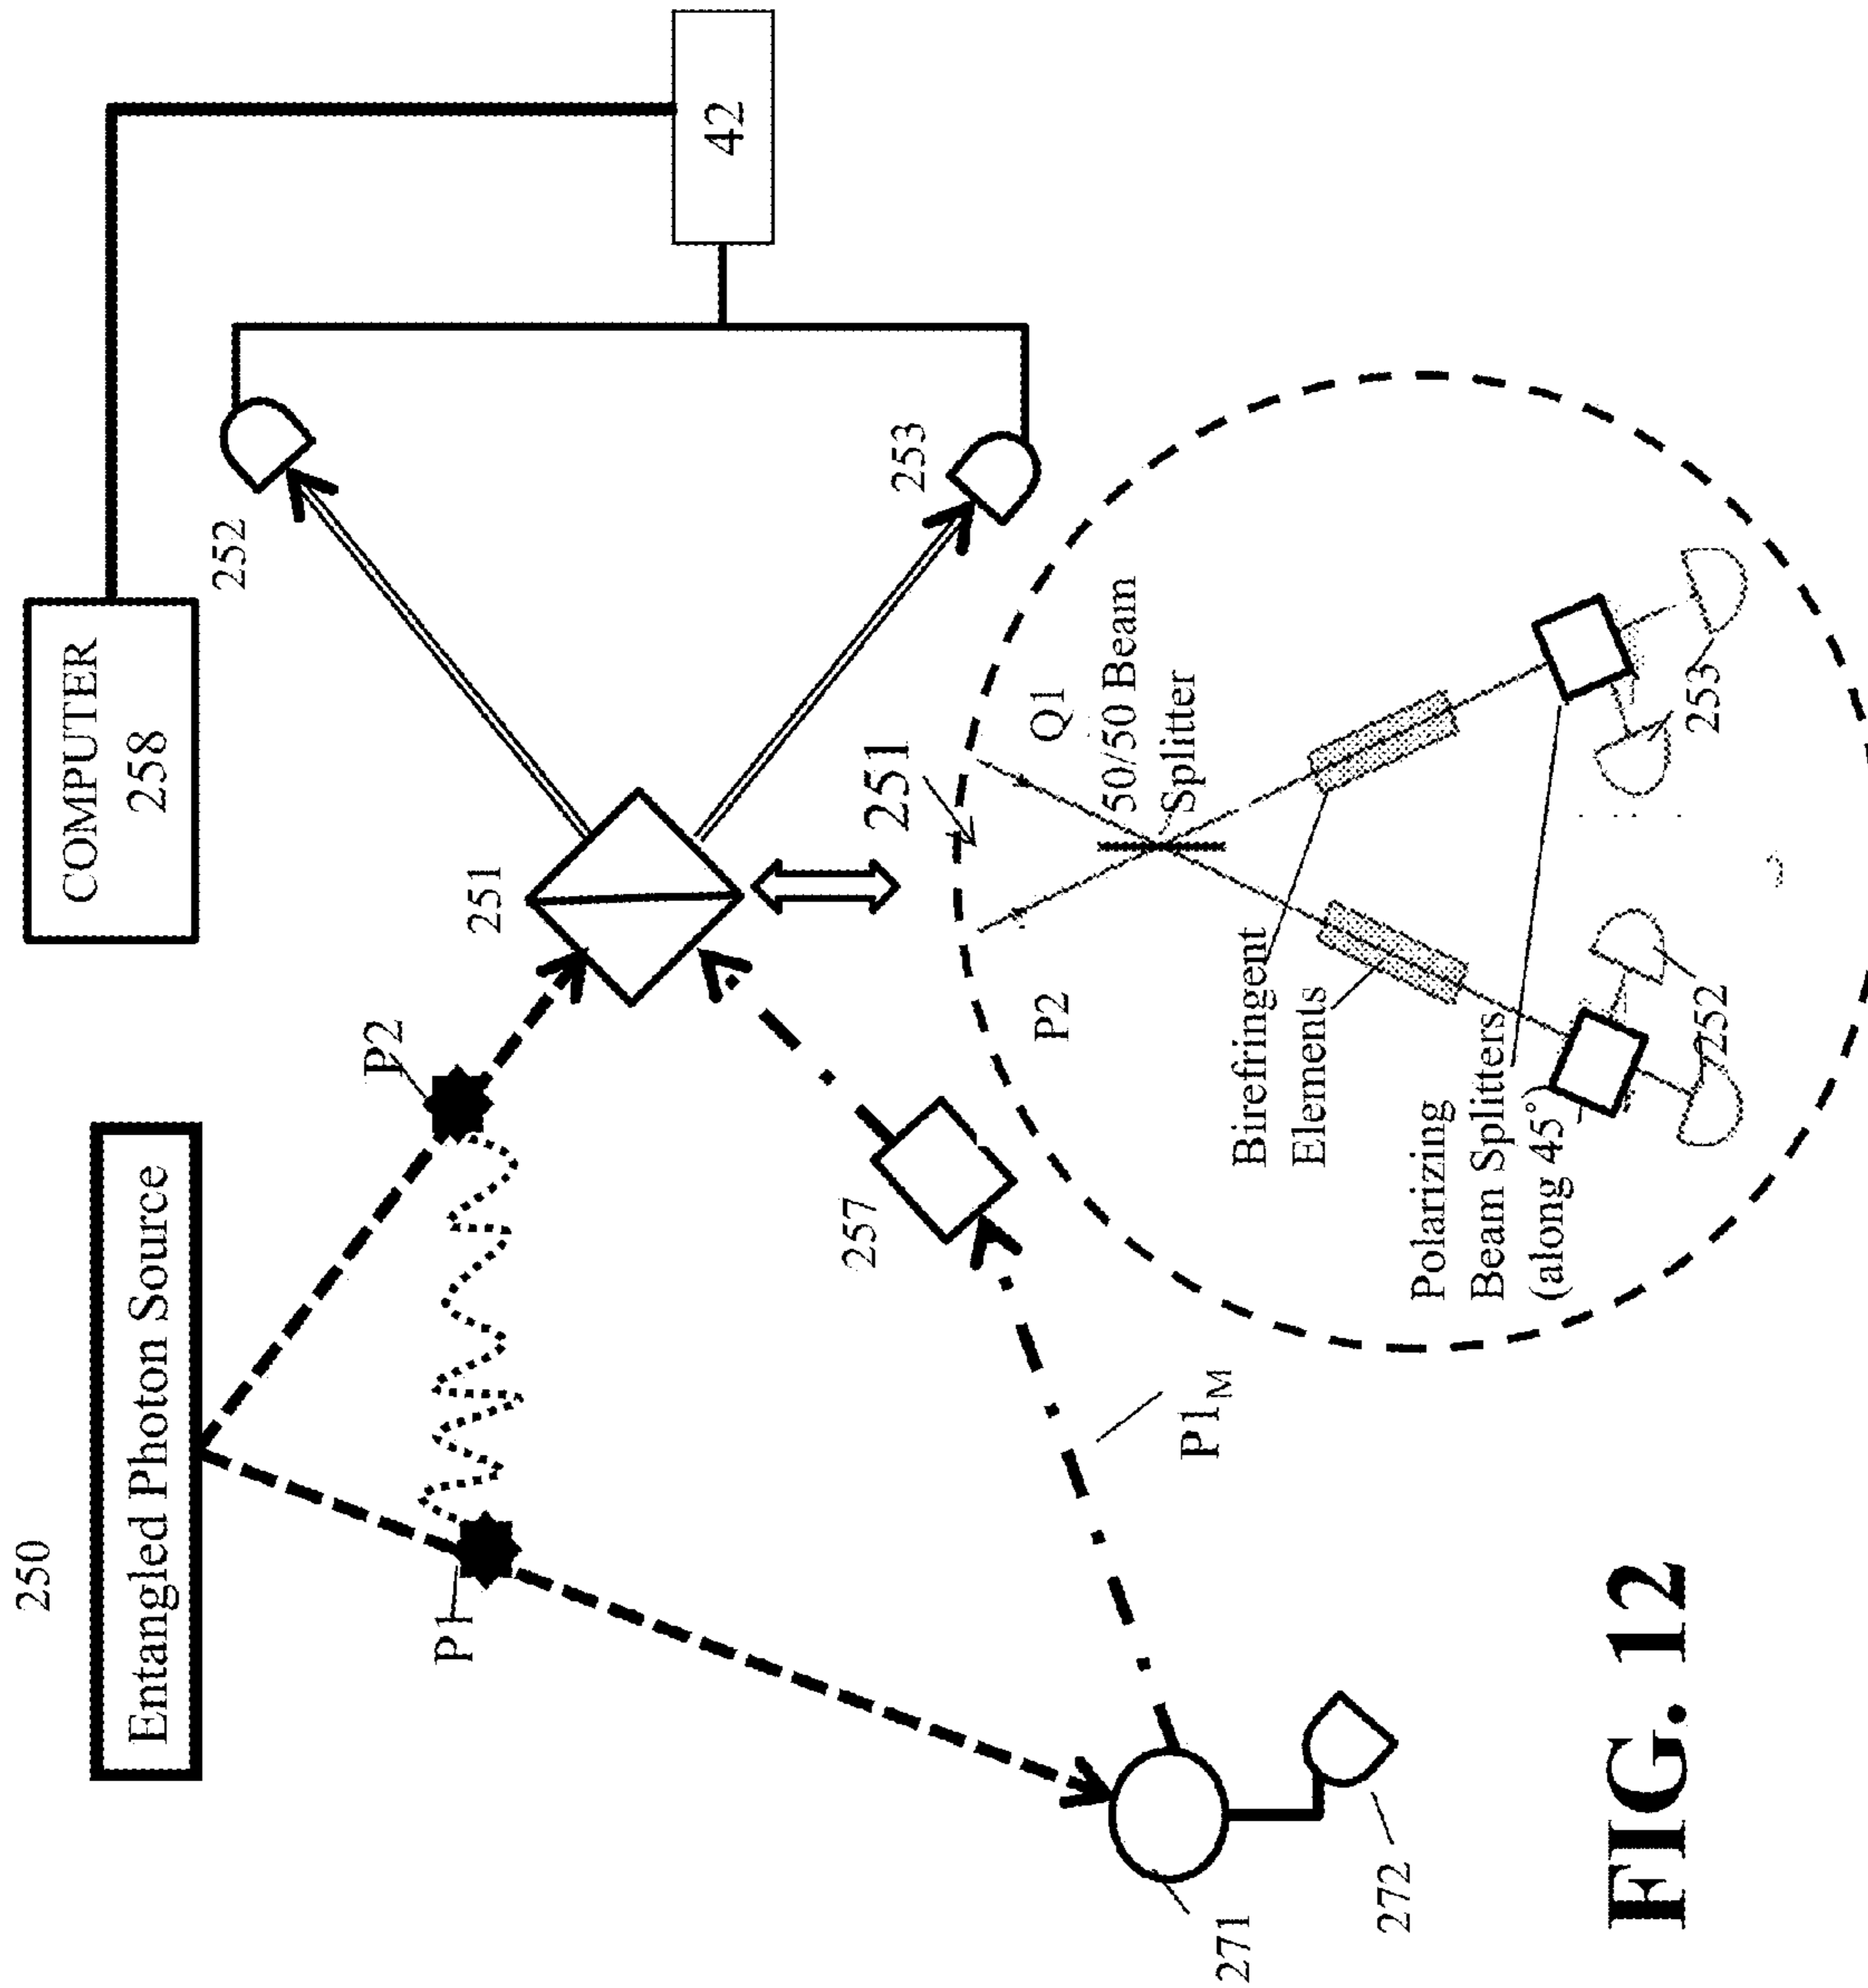 250
Entangled Photon Source
COMPUTER
258
P1
P2
251
252
42
253
257
P1M
271
272
251
P2
Q1
50/50 Beam
Splitter
Birefringent
Elements
Polarizing
Beam Splitters
(along 45°)
252
253
FIG. 12